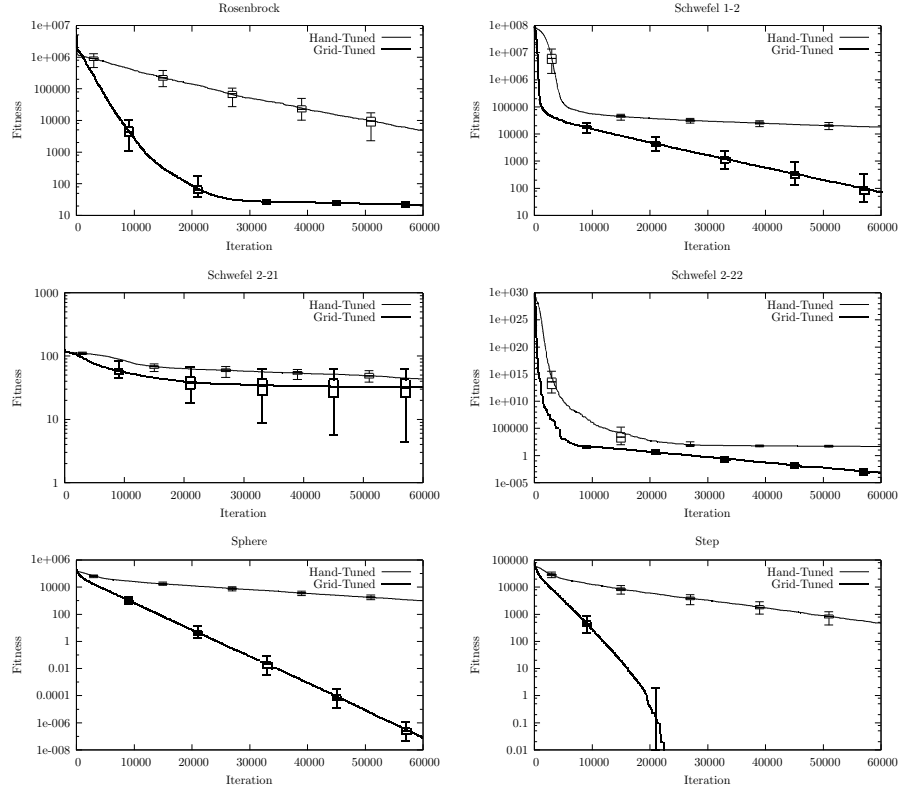 Rosenbrock
1e+007
1e+006
100000
10000
1000
100
10
0 10000 20000 30000 40000 50000 60000
Fitness
Iteration
Hand-Tuned
Grid-Tuned
Schwefel 1-2
1e+008
1e+007
1e+006
100000
10000
1000
100
10
0 10000 20000 30000 40000 50000 60000
Fitness
Iteration
Hand-Tuned
Grid-Tuned
Schwefel 2-21
1000
100
10
1
0 10000 20000 30000 40000 50000 60000
Fitness
Iteration
Hand-Tuned
Grid-Tuned
Schwefel 2-22
1e+030
1e+025
1e+020
1e+015
1e+010
100000
1
1e-005
0 10000 20000 30000 40000 50000 60000
Fitness
Iteration
Hand-Tuned
Grid-Tuned
Sphere
1e+006
10000
100
1
0.01
0.0001
1e-006
1e-008
0 10000 20000 30000 40000 50000 60000
Fitness
Iteration
Hand-Tuned
Grid-Tuned
Step
100000
10000
1000
100
10
1
0.1
0.01
0 10000 20000 30000 40000 50000 60000
Fitness
Iteration
Hand-Tuned
Grid-Tuned